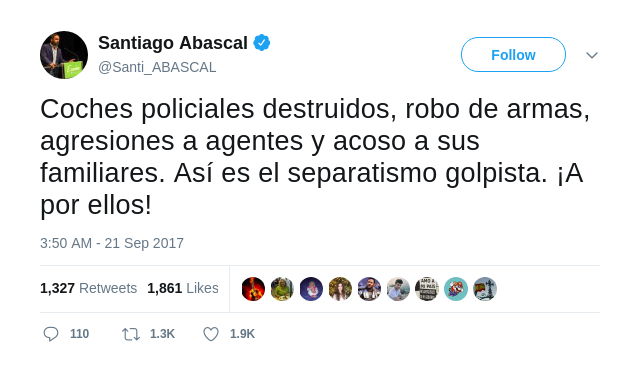 Santiago Abascal
@Santi_ABASCAL
Follow
Coches policiales destruidos, robo de armas,
agresiones a agentes y acoso a sus
familiares. Así es el separatismo golpista. ¡A
por ellos!
3:50 AM - 21 Sep 2017
1,327 Retweets 1,861 Likes
110 1.3K 1.9K